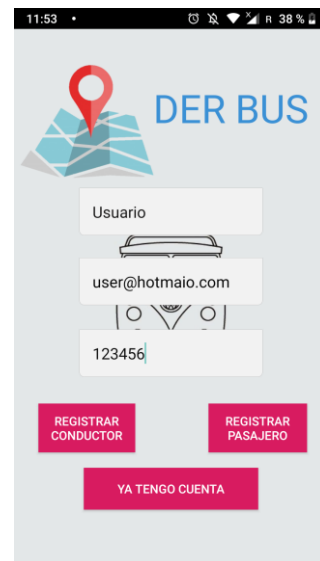 11:53 • R 38 %
DER BUS
Usuario
user@hotmaio.com
123456
REGISTRAR
CONDUCTOR
REGISTRAR
PASAJERO
YA TENGO CUENTA